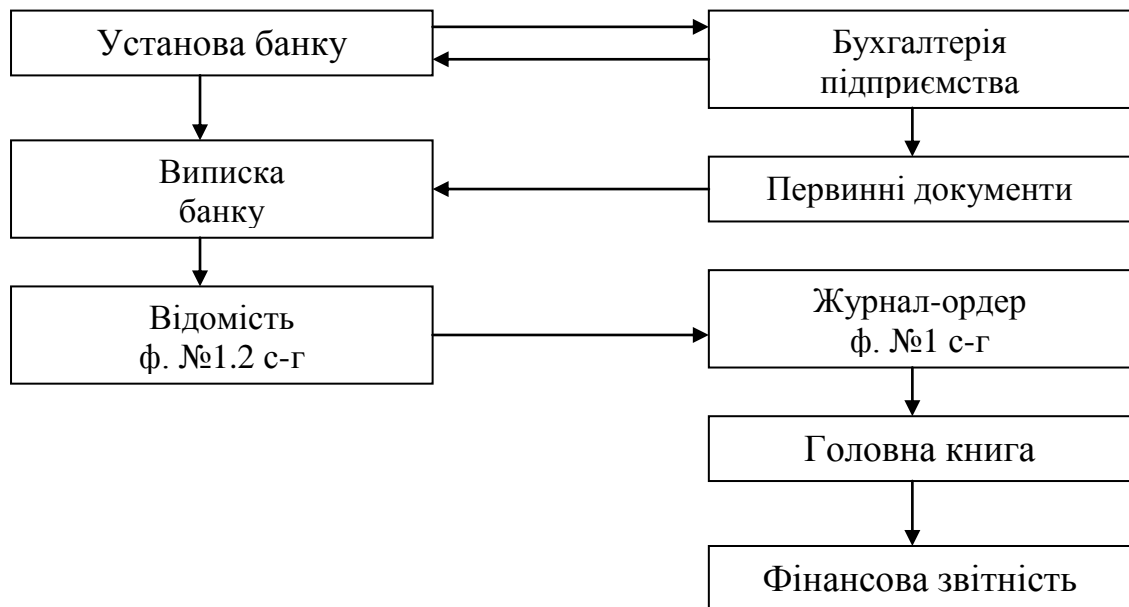 Установа банку
Бухгалтерія
підприємства
Виписка
банку
Первинні документи
Відомість
ф. №1.2 с-г
Журнал-ордер
ф. №1 с-г
Головна книга
Фінансова звітність